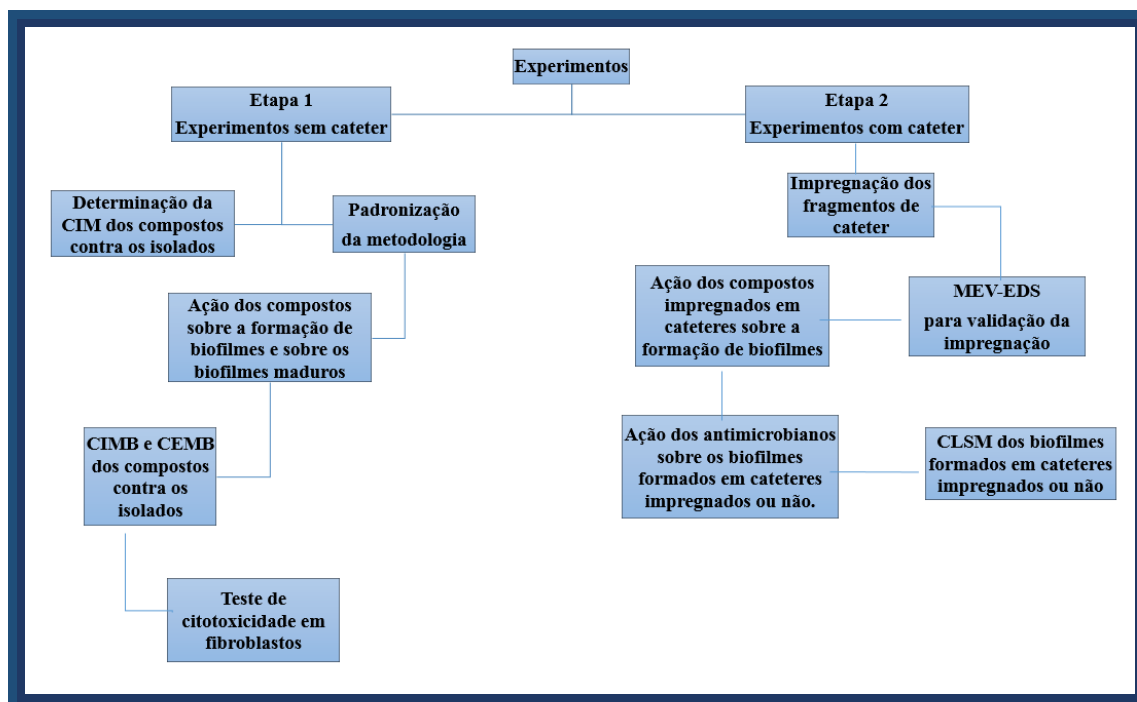 Experimentos
Etapa 1
Experimentos sem cateter
Etapa 2
Experimentos com cateter
Determinação da
CIM dos compostos
contra os isolados
Padronização
da metodologia
Impregnação dos
fragmentos de
cateter
Ação dos compostos
sobre a formação de
biofilmes e sobre os
biofilmes maduros
Ação dos compostos
impregnados em
cateteres sobre a
formação de biofilmes
MEV-EDS
para validação da
impregnação
CIMB e CEMB
dos compostos
contra os
isolados
Ação dos antimicrobianos
sobre os biofilmes
formados em cateteres
impregnados ou não.
CLSM dos biofilmes
formados em cateteres
impregnados ou não
Teste de
citotoxicidade em
fibroblastos